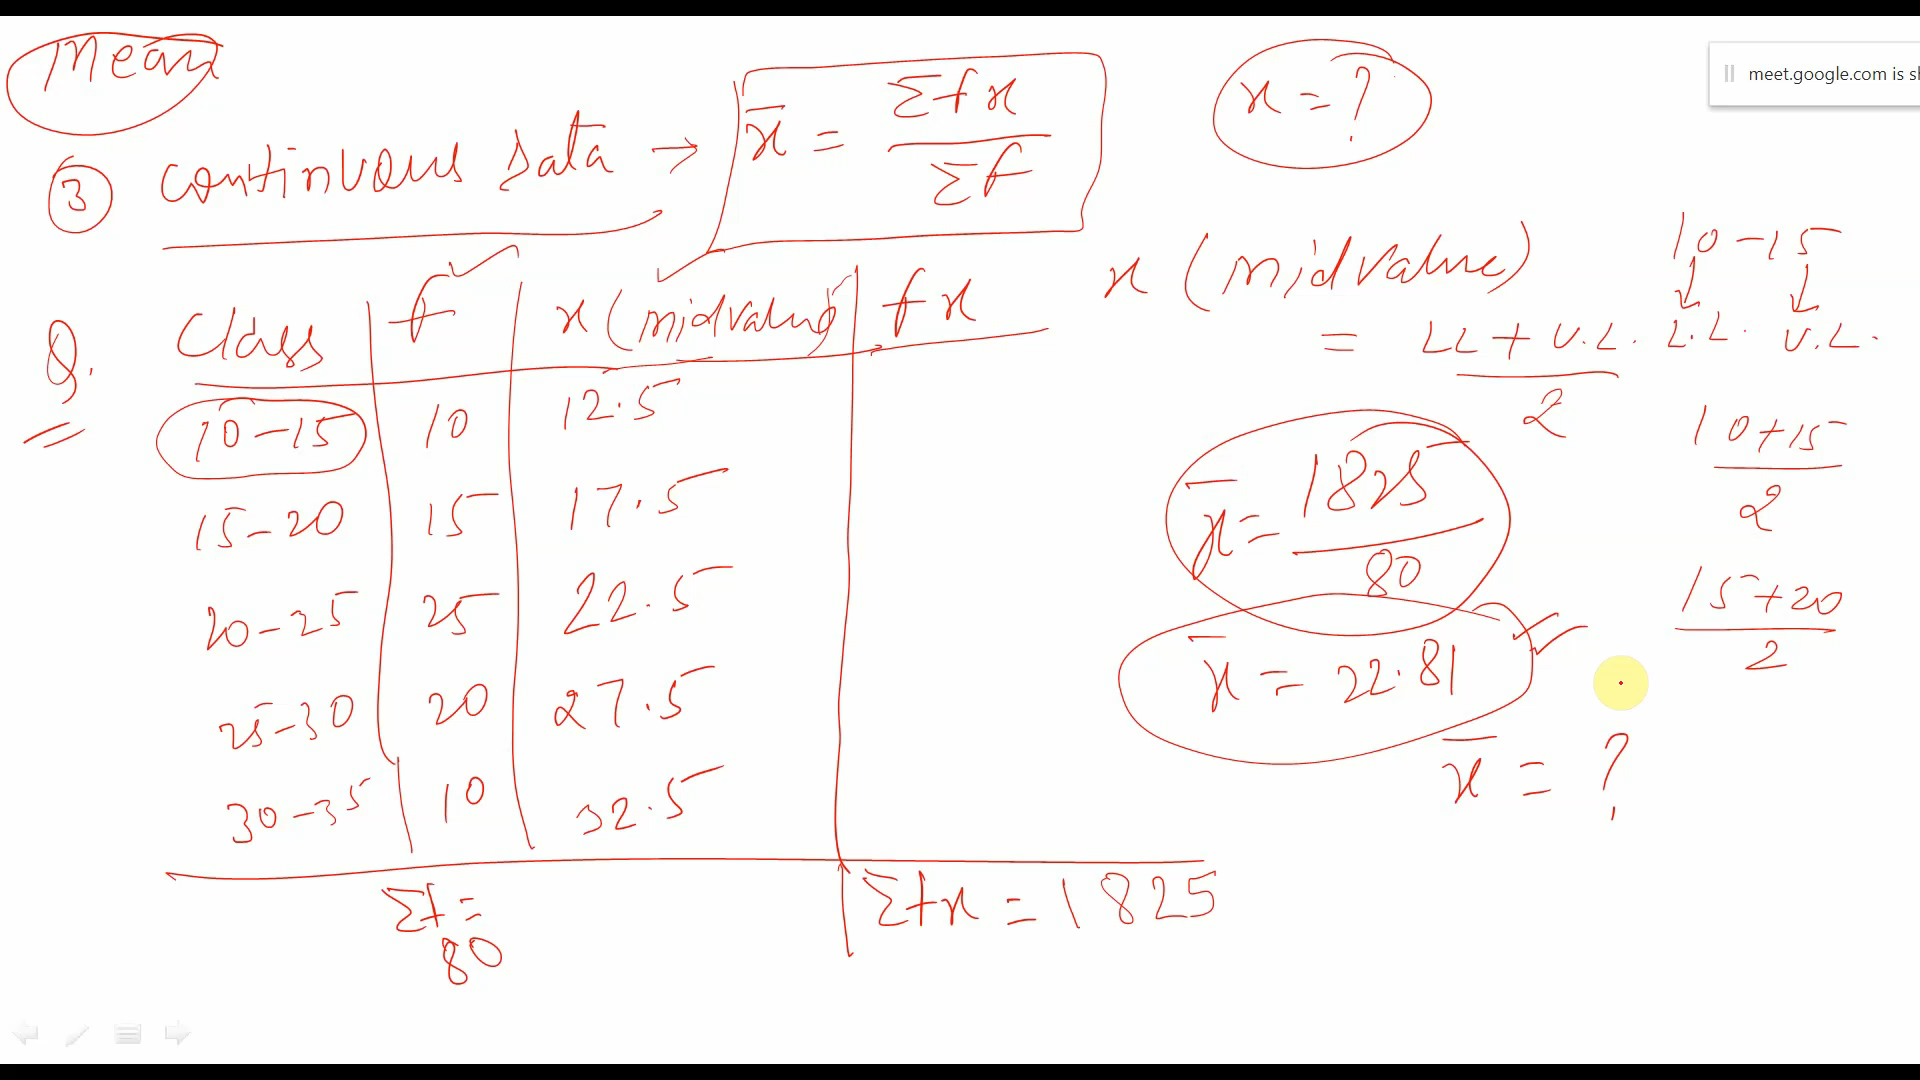 Mean
meet.google.com is sh
③ continuous data → x̄ = Σfx / Σf
x = ?
Q. Class | f | x (midvalue) | fx
10-15 | 10 | 12.5
15-20 | 15 | 17.5
20-25 | 25 | 22.5
25-30 | 20 | 27.5
30-35 | 10 | 32.5
Σf = 80
Σfx = 1825
x (midvalue)
= LL + U.L. / 2
10-15
L.L. U.L.
10+15 / 2
15+20 / 2
x̄ = 1825 / 80
x̄ = 22.81
x̄ = ?